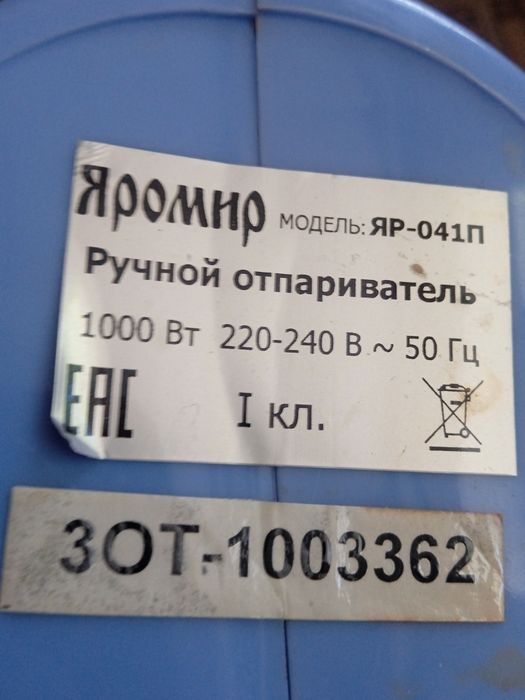 Яромир МОДЕЛЬ: ЯР-041П
Ручной отпариватель
1000 Вт 220-240 В ~ 50 Гц
EAC I кл.
ЗОТ-1003362